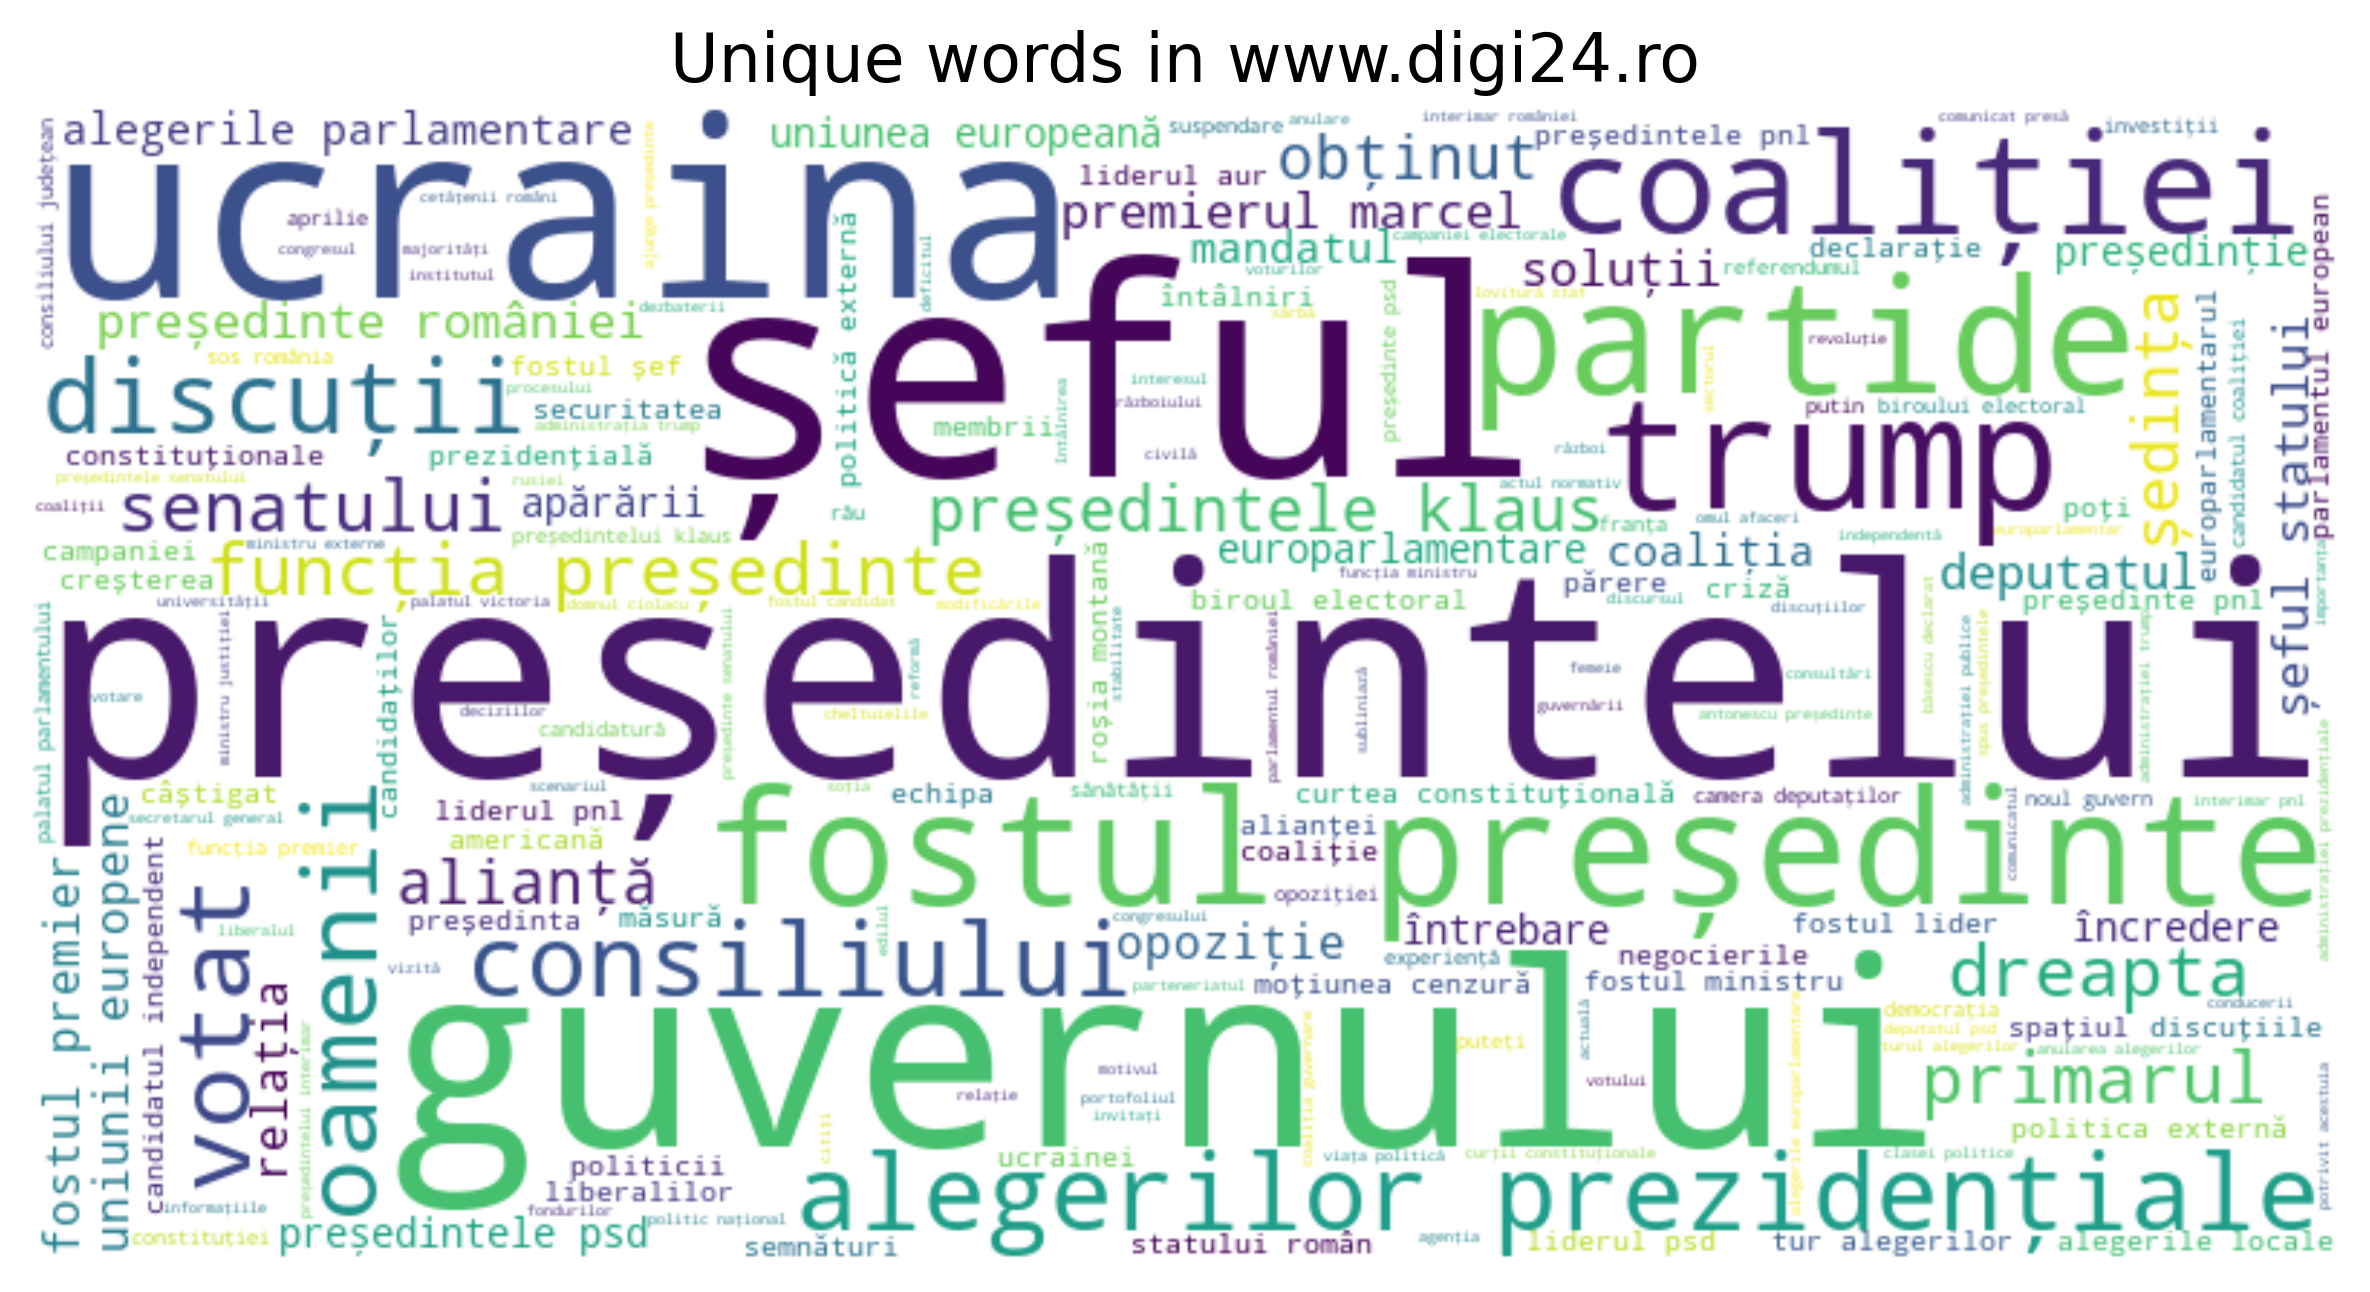 Unique words in www.digi24.ro
alegerile parlamentare
uniunea europeană
suspendare
anulare
interimar româniei
președintele pnl
comunicat presă
investiții
consiliului județean
ucraina
ajunge președinte
cetățenii români
aprilie
congresul
majorități
institutul
liderul aur
obținut
coaliției
premierul marcel
politică externă
deficitul
mandatul
campaniei electorale
voturilor
soluții
declarație
referendumul
președinție
parlamentul european
președinte româniei
dezbaterii
șeful
întâlniri
sârbă
președinte psd
lovitură stat
partide
revoluție
ședința
europarlamentarul
candidatul coaliției
șeful statului
sos românia
fostul șef
procesului
discuții
securitatea
administrația trump
membrii
întâlnirea
interesul
războiului
civilă
sectorul
putin
biroului electoral
trump
război
constituționale
prezidențială
președintele senatului
rusiei
coaliții
senatului
apărării
rău
președintele klaus
actul normativ
franța
omul afaceri
independentă
poți
europarlamentar
campaniei
ministru externe
președintelui klaus
creșterea
funcția președinte
roșia montană
europarlamentare
coaliția
funcția ministru
părere
criză
deputatul
importanța
universității
palatul victoria
domnul ciolacu
fostul candidat
modificările
biroul electoral
discursul
discuțiilor
președinte pnl
palatul parlamentului
votare
ministru justiției
candidaților
președintelui
deciziilor
candidatură
președinte senatului
cheltuielile
reformă
stabilitate
parlamentul româniei
subliniază
femeie
guvernării
consultări
antonescu președinte
băsescu declarat
administrației publice
spus președintele
administrației trump
administrației prezidențiale
câștigat
secretarul general
scenariul
liderul pnl
soția
echipa
sănătății
curtea constituțională
camera deputaților
noul guvern
interimar pnl
funcția premier
americană
fostul
alianței
coaliție
președinte
comunicatul
fostul premier
uniunii europene
candidatul independent
votat
oamenii
alianță
opoziției
președinta
măsură
liberalul
congresului
întrebare
fostul lider
încredere
vizită
consiliului
edilul
opoziție
experiență
negocierile
dreapta
relația
parteneriatul
moțiunea cenzură
fostul ministru
conducerii
președintelui interimar
guvernului
coaliția guvernare
puteți
actuală
alegerile europarlamentare
democrația
deputatul psd
spațiul
discuțiile
turul alegerilor
anularea alegerilor
motivul
relație
portofoliul
invitați
votului
primarul
potrivit acestuia
cităţi
politica externă
politicii
ucrainei
viața politică
curții constituționale
clasei politice
liberalilor
alegerilor prezidențiale
informațiile
fondurilor
constituției
președintele psd
politic național
semnături
statului român
agenția
liderul psd
tur alegerilor
alegerile locale